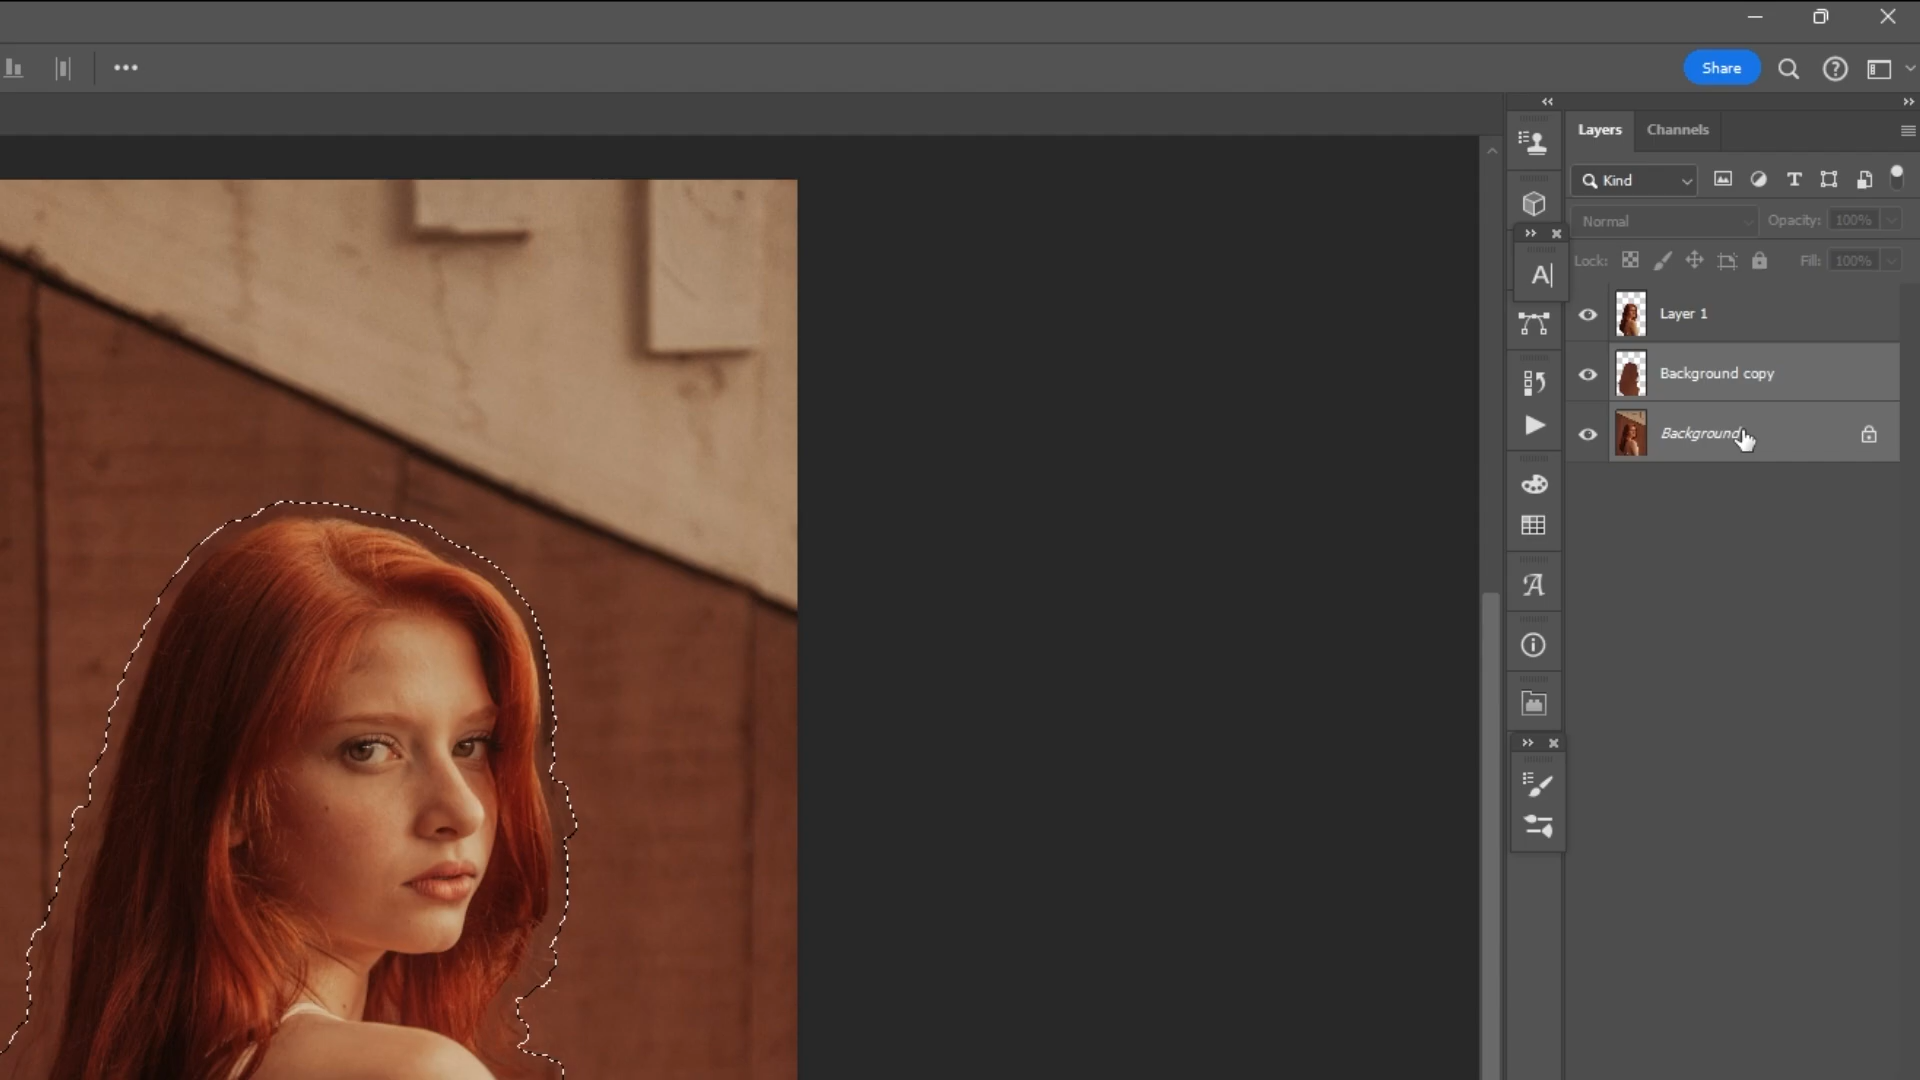 Share
Layers Channels
Kind
Normal Opacity: 100%
Lock: Fill: 100%
Layer 1
Background copy
Background